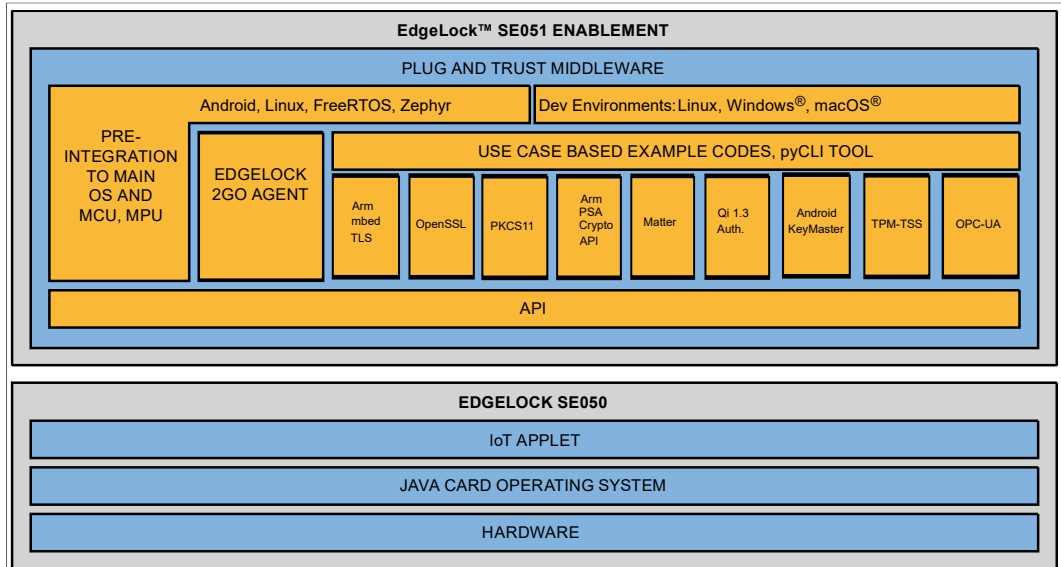 EdgeLock™ SE051 ENABLEMENT
PLUG AND TRUST MIDDLEWARE
Android, Linux, FreeRTOS, Zephyr
Dev Environments: Linux, Windows®, macOS®
PRE-
INTEGRATION
TO MAIN
OS AND
MCU, MPU
EDGELOCK
2GO AGENT
USE CASE BASED EXAMPLE CODES, pyCLI TOOL
Arm
mbed
TLS
OpenSSL
PKCS11
Arm
PSA
Crypto
API
Matter
Qi 1.3
Auth.
Android
KeyMaster
TPM-TSS
OPC-UA
API
EDGELOCK SE050
IoT APPLET
JAVA CARD OPERATING SYSTEM
HARDWARE